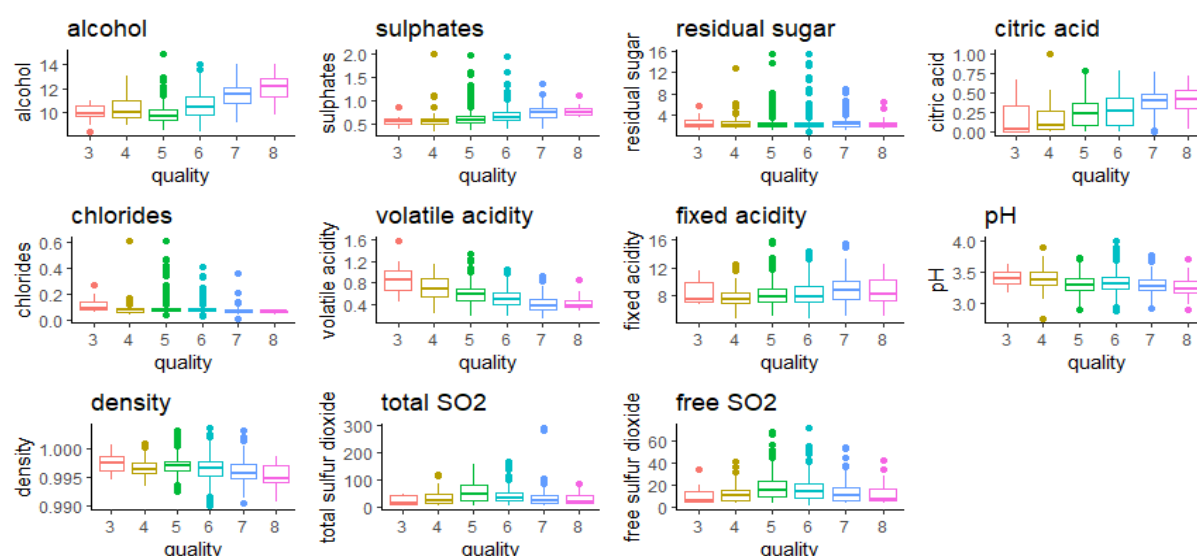 alcohol
alcohol
14
12
10
3 4 5 6 7 8
quality
sulphates
sulphates
2.0
1.5
1.0
0.5
3 4 5 6 7 8
quality
residual sugar
residual sugar
16
12
8
4
3 4 5 6 7 8
quality
citric acid
citric acid
1.00
0.75
0.50
0.25
0.00
3 4 5 6 7 8
quality
chlorides
chlorides
0.6
0.4
0.2
0.0
3 4 5 6 7 8
quality
volatile acidity
volatile acidity
1.6
1.2
0.8
0.4
3 4 5 6 7 8
quality
fixed acidity
fixed acidity
16
12
8
3 4 5 6 7 8
quality
pH
pH
4.0
3.5
3.0
3 4 5 6 7 8
quality
density
density
1.000
0.995
0.990
3 4 5 6 7 8
quality
total SO2
total sulfur dioxide
300
200
100
0
3 4 5 6 7 8
quality
free SO2
free sulfur dioxide
60
40
20
0
3 4 5 6 7 8
quality